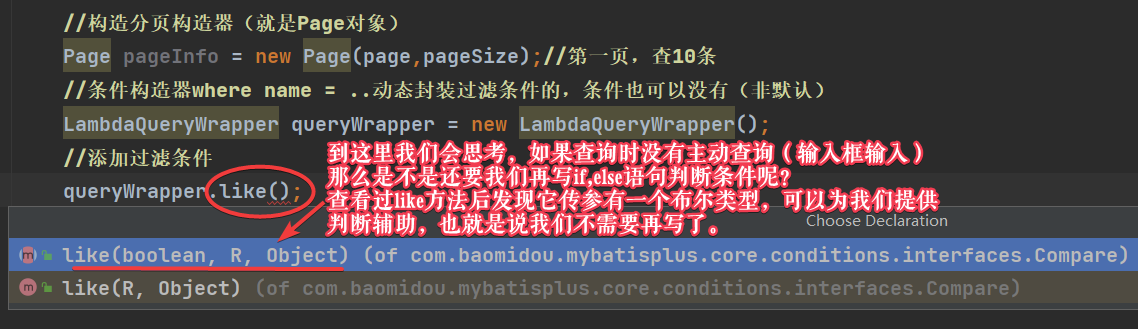 //构造分页构造器（就是Page对象）
Page pageInfo = new Page(page,pageSize);//第一页，查10条
//条件构造器where name = ..动态封装过滤条件的，条件也可以没有（非默认）
LambdaQueryWrapper queryWrapper = new LambdaQueryWrapper();
//添加过滤条件
queryWrapper.like();
到这里我们会思考，如果查询时没有主动查询（输入框输入）
那么是不是还要我们再写if,else语句判断条件呢？
查看过like方法后发现它传参有一个布尔类型，可以为我们提供
判断辅助，也就是说我们不需要再写了。
Choose Declaration
m like(boolean, R, Object) (of com.baomidou.mybatisplus.core.conditions.interfaces.Compare)
m like(R, Object) (of com.baomidou.mybatisplus.core.conditions.interfaces.Compare)